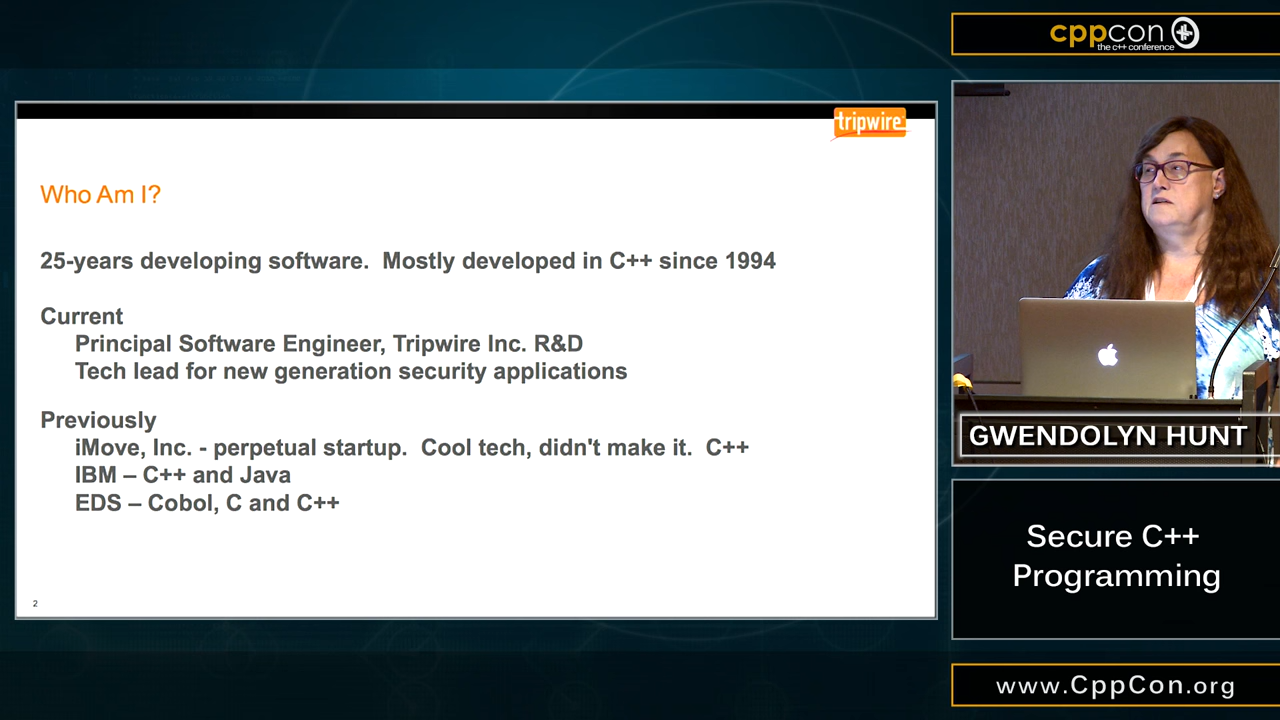 cppcon
the c++ conference
tripwire
Who Am I?
25-years developing software.  Mostly developed in C++ since 1994
Current
Principal Software Engineer, Tripwire Inc. R&D
Tech lead for new generation security applications
Previously
iMove, Inc. - perpetual startup.  Cool tech, didn't make it.  C++
IBM – C++ and Java
EDS – Cobol, C and C++
2
GWENDOLYN HUNT
Secure C++
Programming
www.CppCon.org